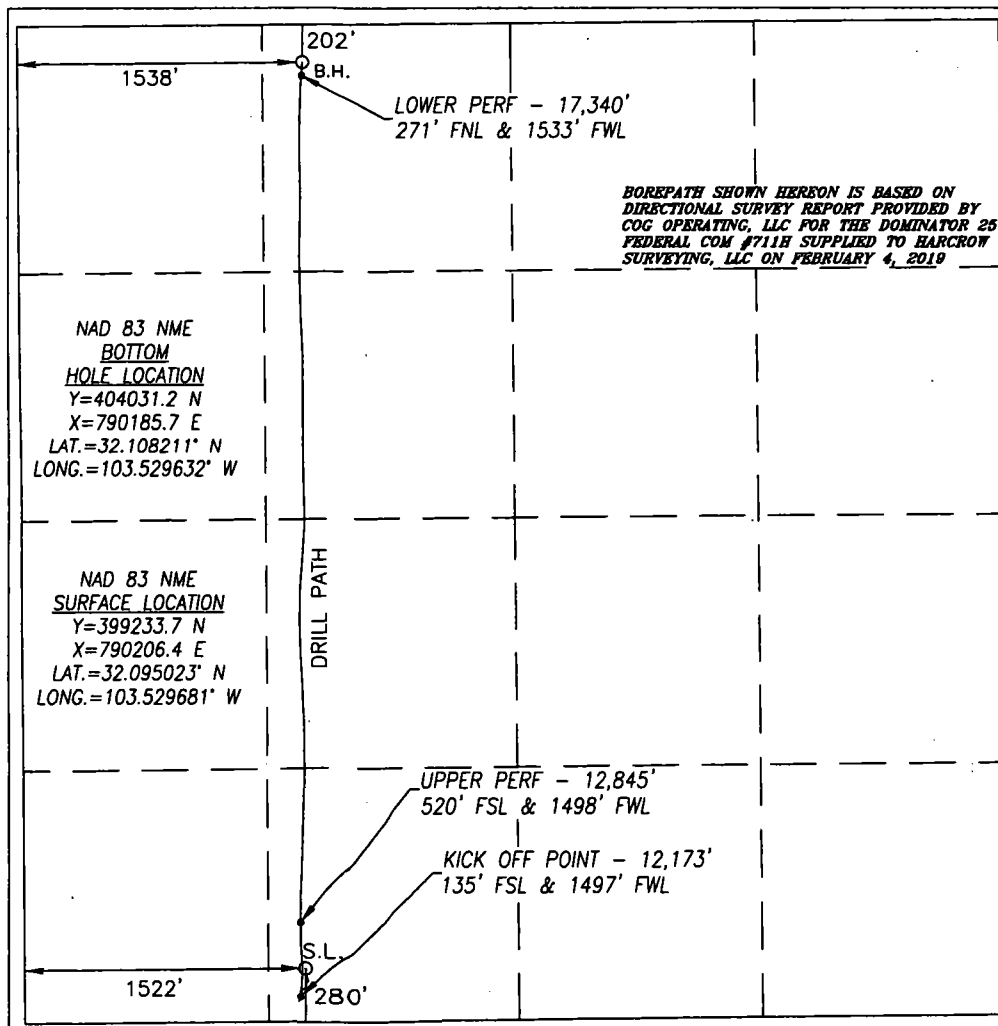 202'
1538'
B.H.
LOWER PERF - 17,340'
271' FNL & 1533' FWL
BOREPATH SHOWN HEREON IS BASED ON
DIRECTIONAL SURVEY REPORT PROVIDED BY
COG OPERATING, LLC FOR THE DOMINATOR 25
FEDERAL COM #711H SUPPLIED TO HARCROW
SURVEYING, LLC ON FEBRUARY 4, 2019
NAD 83 NME
BOTTOM
HOLE LOCATION
Y=404031.2 N
X=790185.7 E
LAT.=32.108211° N
LONG.=103.529632° W
NAD 83 NME
SURFACE LOCATION
Y=399233.7 N
X=790206.4 E
LAT.=32.095023° N
LONG.=103.529681° W
DRILL PATH
UPPER PERF - 12,845'
520' FSL & 1498' FWL
KICK OFF POINT - 12,173'
135' FSL & 1497' FWL
S.L.
1522'
280'